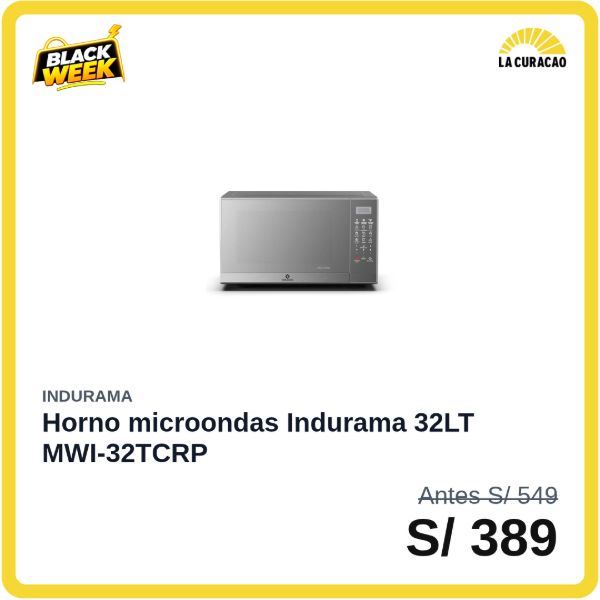 BLACK
WEEK
LA CURACAO
INDURAMA
Horno microondas Indurama 32LT
MWI-32TCRP
Antes S/ 549
S/ 389